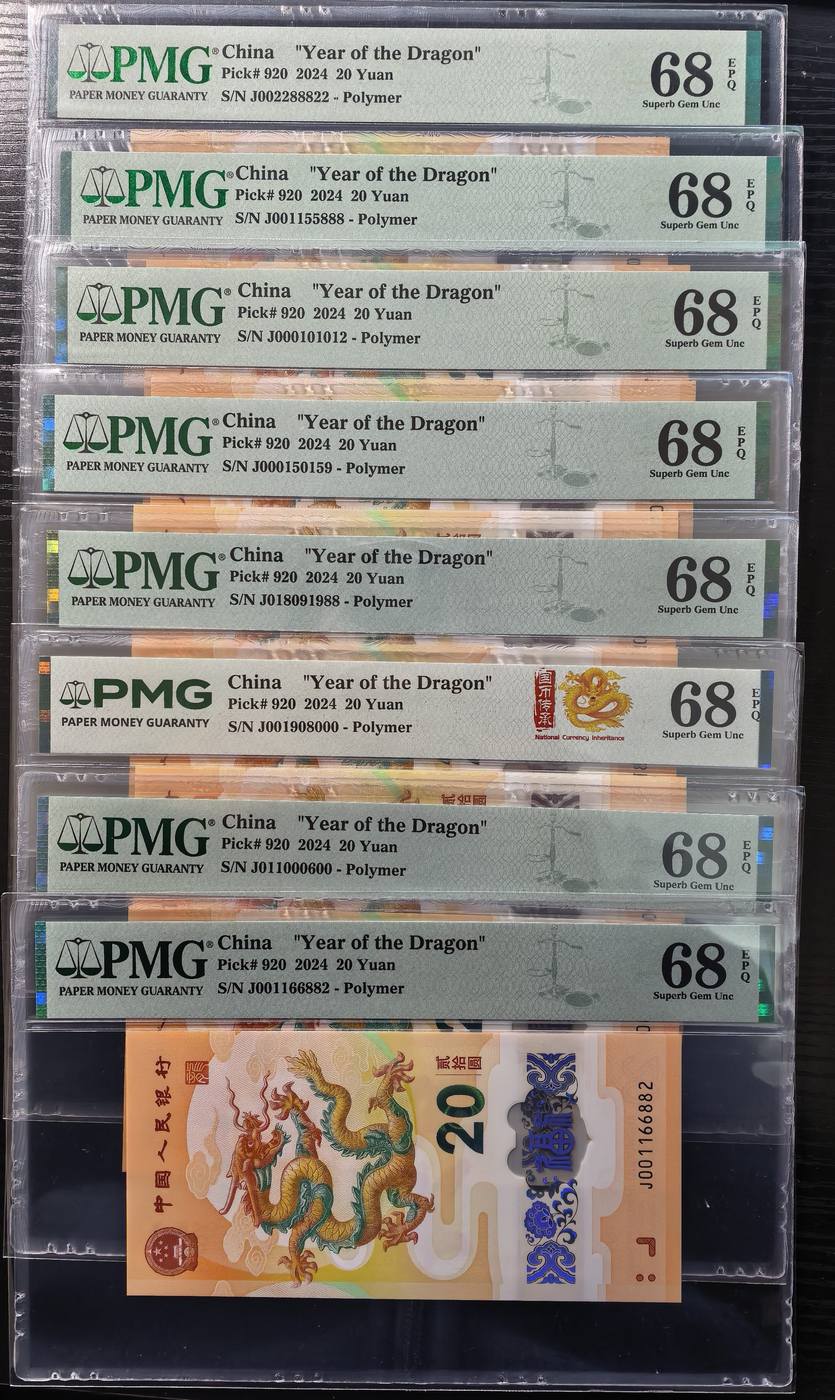 PMG® China "Year of the Dragon"
Pick# 920 2024 20 Yuan
PAPER MONEY GUARANTY S/N J002288822 - Polymer
68 EPQ
Superb Gem Unc
PMG® China "Year of the Dragon"
Pick# 920 2024 20 Yuan
PAPER MONEY GUARANTY S/N J001155888 - Polymer
68 EPQ
Superb Gem Unc
PMG® China "Year of the Dragon"
Pick# 920 2024 20 Yuan
PAPER MONEY GUARANTY S/N J000101012 - Polymer
68 EPQ
Superb Gem Unc
PMG® China "Year of the Dragon"
Pick# 920 2024 20 Yuan
PAPER MONEY GUARANTY S/N J000150159 - Polymer
68 EPQ
Superb Gem Unc
PMG® China "Year of the Dragon"
Pick# 920 2024 20 Yuan
PAPER MONEY GUARANTY S/N J018091988 - Polymer
68 EPQ
Superb Gem Unc
PMG China "Year of the Dragon"
Pick# 920 2024 20 Yuan
PAPER MONEY GUARANTY S/N J001908000 - Polymer
国币传承
National Currency Inheritance
68 EPQ
Superb Gem Unc
贰拾圆
PMG® China "Year of the Dragon"
Pick# 920 2024 20 Yuan
PAPER MONEY GUARANTY S/N J011000600 - Polymer
68 EPQ
Superb Gem Unc
PMG® China "Year of the Dragon"
Pick# 920 2024 20 Yuan
PAPER MONEY GUARANTY S/N J001166882 - Polymer
68 EPQ
Superb Gem Unc
中国人民银行
贰拾圆
20
福
J001166882